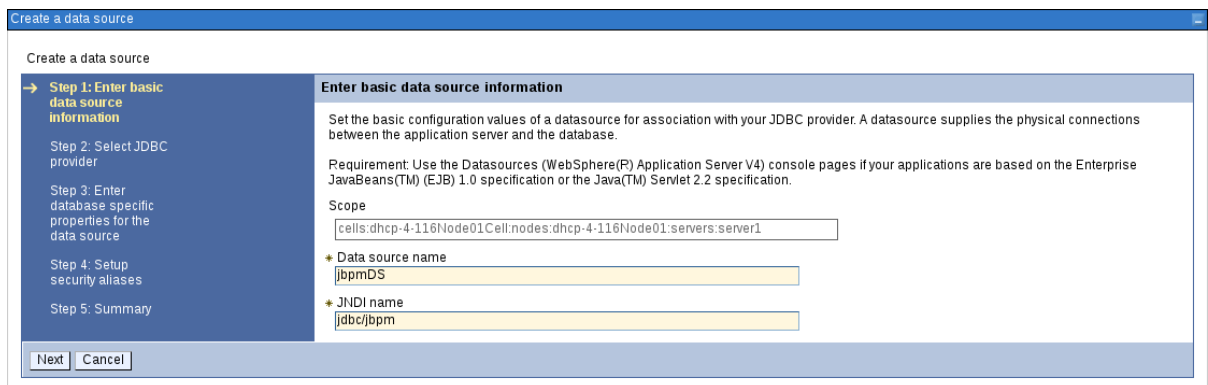 Create a data source
Create a data source
Step 1: Enter basic
data source
information
Step 2: Select JDBC
provider
Step 3: Enter
database specific
properties for the
data source
Step 4: Setup
security aliases
Step 5: Summary
Enter basic data source information
Set the basic configuration values of a datasource for association with your JDBC provider. A datasource supplies the physical connections
between the application server and the database.
Requirement: Use the Datasources (WebSphere(R) Application Server V4) console pages if your applications are based on the Enterprise
JavaBeans(TM) (EJB) 1.0 specification or the Java(TM) Servlet 2.2 specification.
Scope
cells:dhcp-4-116Node01Cell:nodes:dhcp-4-116Node01:servers:server1
* Data source name
jbpmDS
* JNDI name
jdbc/jbpm
Next Cancel